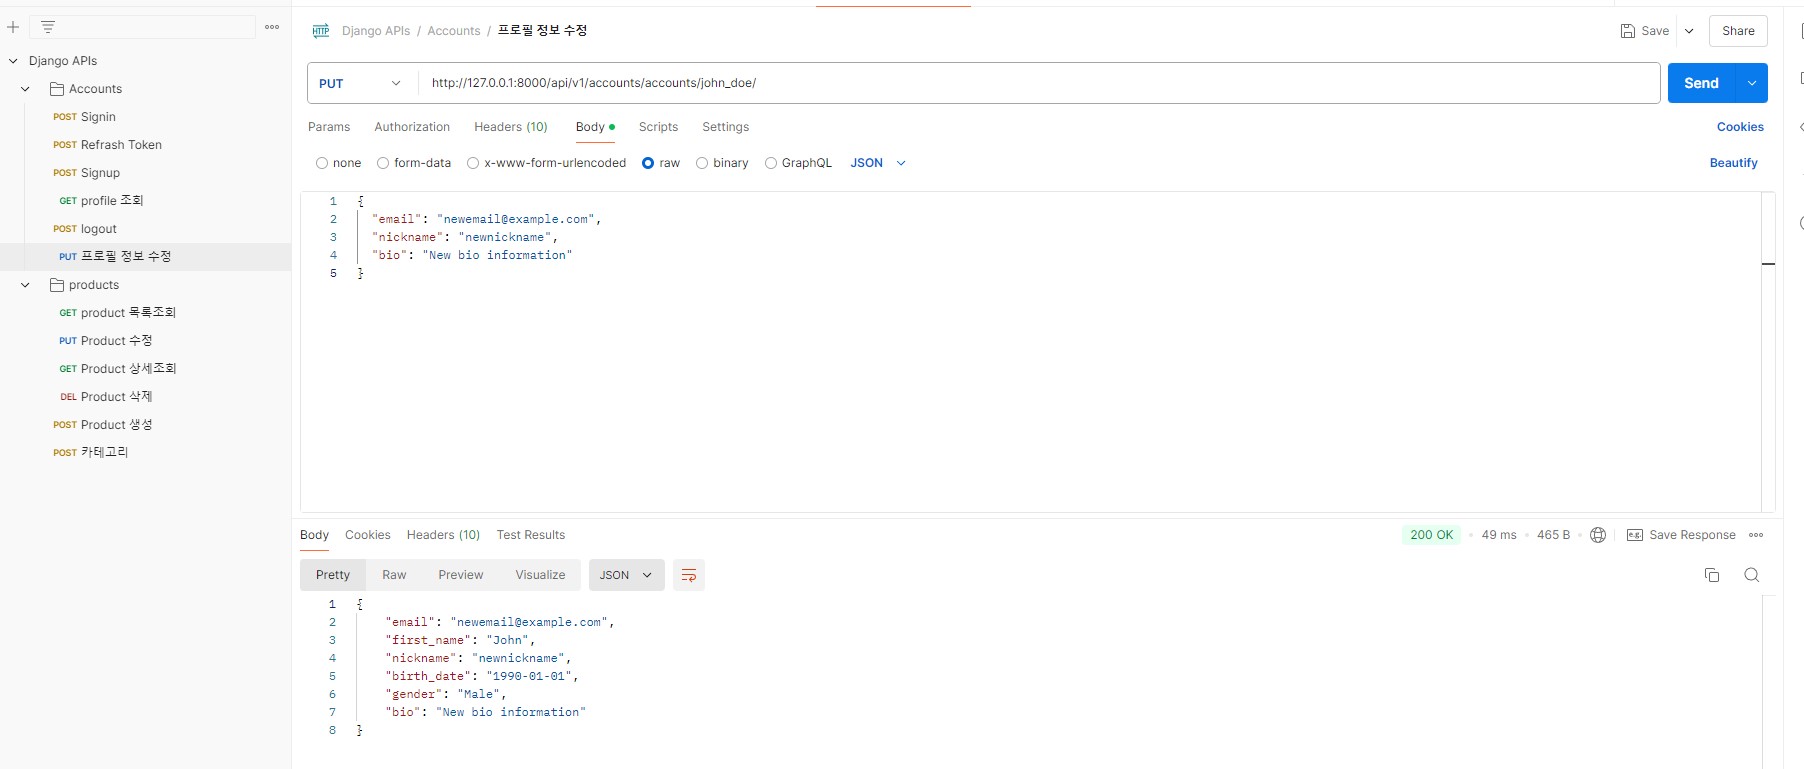 Django APIs
Accounts
POST Signin
POST Refrash Token
POST Signup
GET profile 조회
POST logout
PUT 프로필 정보 수정
products
GET product 목록조회
PUT Product 수정
GET Product 상세조회
DEL Product 삭제
POST Product 생성
POST 카테고리
HTTP Django APIs / Accounts / 프로필 정보 수정
Save
Share
PUT http://127.0.0.1:8000/api/v1/accounts/accounts/john_doe/
Send
Params Authorization Headers (10) Body Scripts Settings
Cookies
none form-data x-www-form-urlencoded raw binary GraphQL JSON
Beautify
1 {
2 "email": "newemail@example.com",
3 "nickname": "newnickname",
4 "bio": "New bio information"
5 }
Body Cookies Headers (10) Test Results
200 OK • 49 ms • 465 B • e.g. Save Response
Pretty Raw Preview Visualize JSON
1 {
2 "email": "newemail@example.com",
3 "first_name": "John",
4 "nickname": "newnickname",
5 "birth_date": "1990-01-01",
6 "gender": "Male",
7 "bio": "New bio information"
8 }